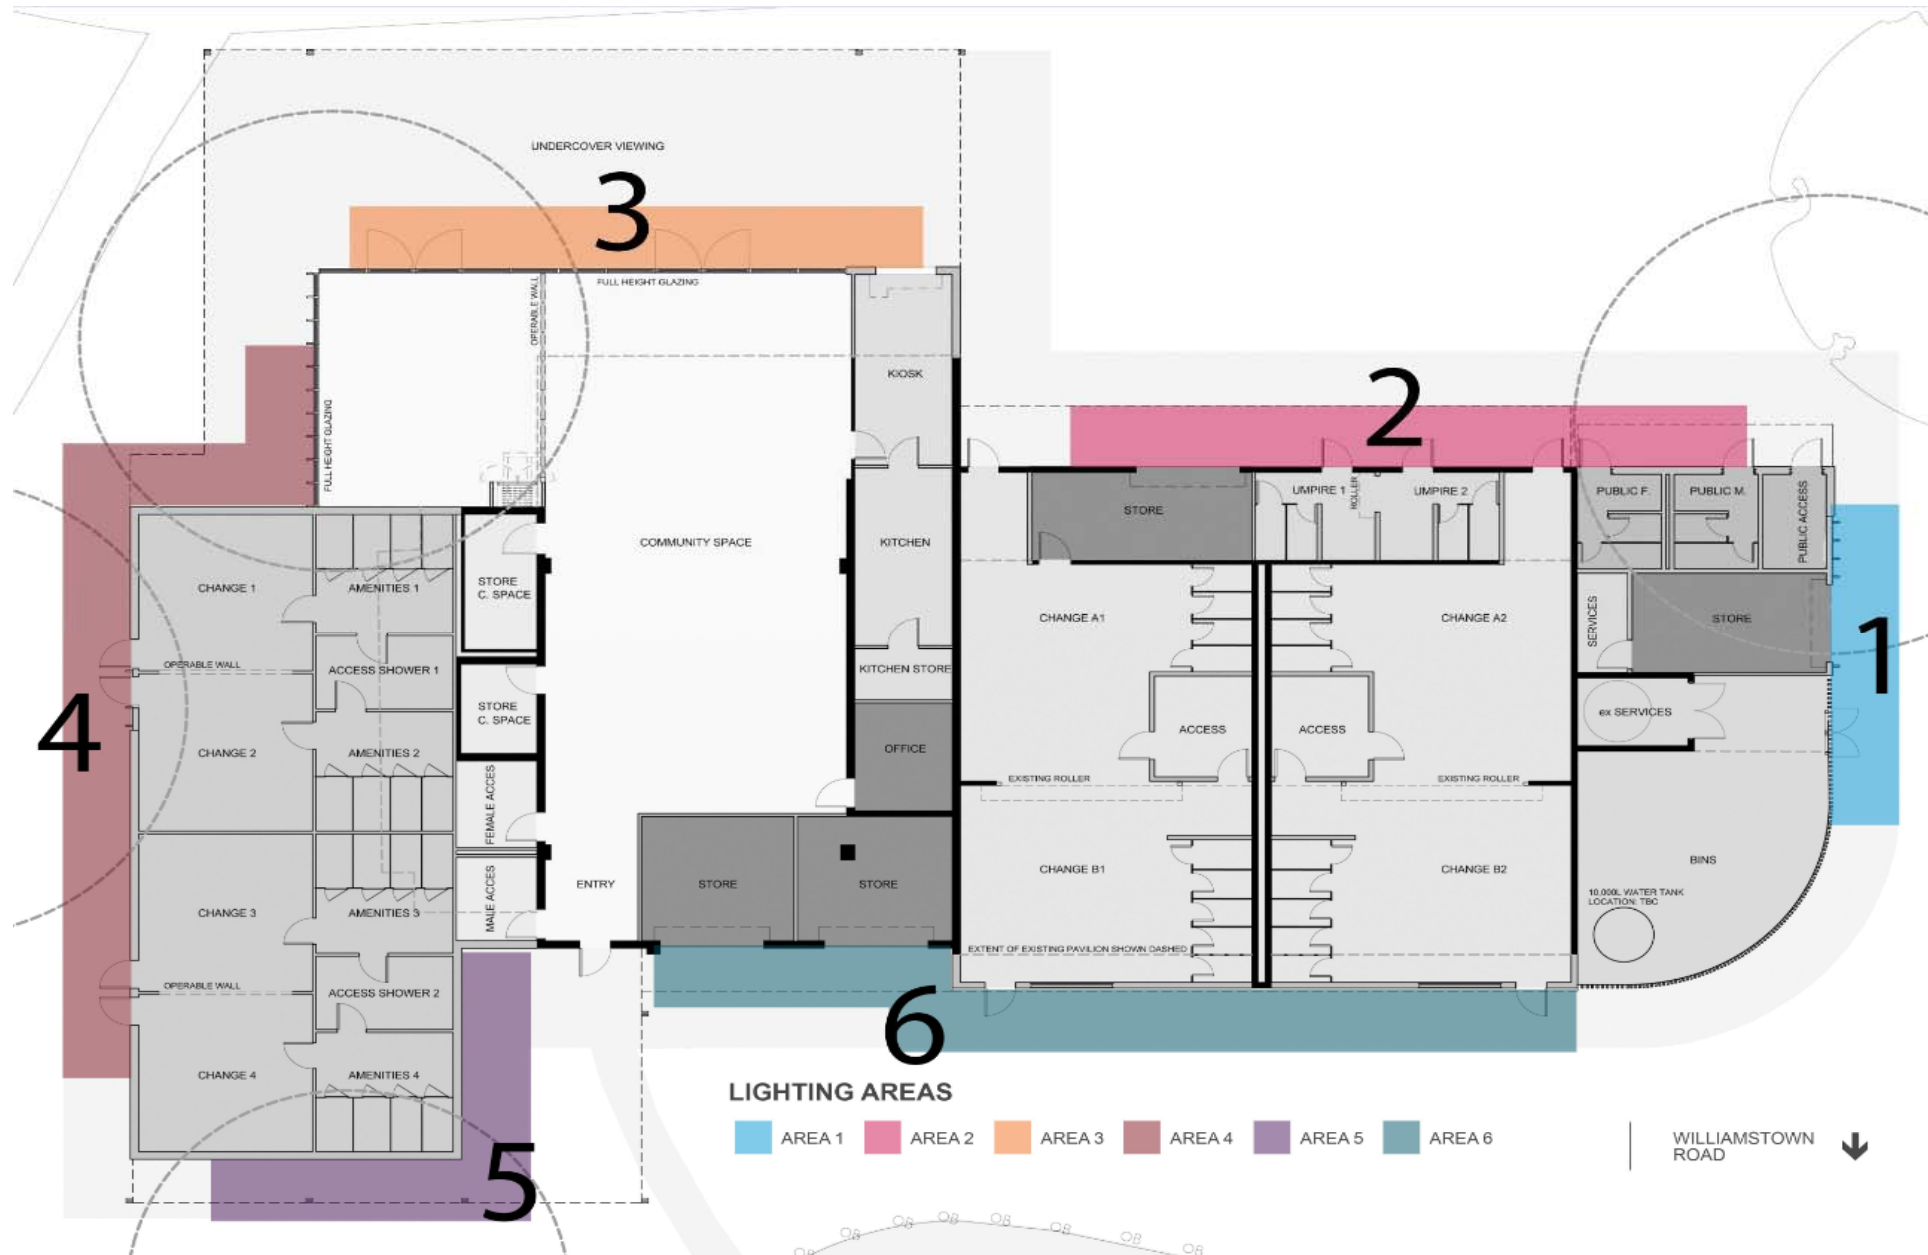 UNDERCOVER VIEWING
3
FULL HEIGHT GLAZING
OPERABLE WALL
KIOSK
2
FULL HEIGHT GLAZING
UMPIRE 1
ROLLER
UMPIRE 2
PUBLIC F.
PUBLIC M.
PUBLIC ACCESS
STORE
COMMUNITY SPACE
KITCHEN
CHANGE 1
AMENITIES 1
STORE
C. SPACE
CHANGE A1
CHANGE A2
SERVICES
STORE
1
OPERABLE WALL
ACCESS SHOWER 1
KITCHEN STORE
4
STORE
C. SPACE
ACCESS
ACCESS
ex SERVICES
CHANGE 2
AMENITIES 2
OFFICE
EXISTING ROLLER
EXISTING ROLLER
FEMALE ACCES
CHANGE B1
CHANGE B2
BINS
MALE ACCES
ENTRY
STORE
STORE
10,000L WATER TANK
LOCATION: TBC
CHANGE 3
AMENITIES 3
EXTENT OF EXISTING PAVILION SHOWN DASHED
OPERABLE WALL
ACCESS SHOWER 2
6
CHANGE 4
AMENITIES 4
5
LIGHTING AREAS
AREA 1
AREA 2
AREA 3
AREA 4
AREA 5
AREA 6
WILLIAMSTOWN
ROAD